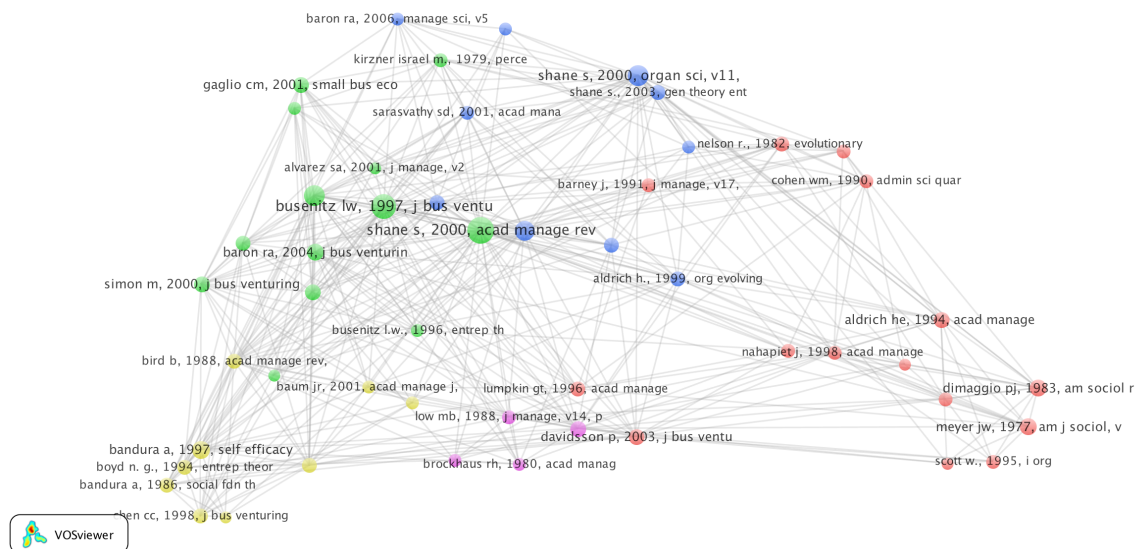 baron ra, 2006, manage sci, v5
kirzner israel m., 1979, perce
shane s, 2000, organ sci, v11,
gaglio cm, 2001, small bus eco
shane s., 2003, gen theory ent
sarasvathy sd, 2001, acad mana
nelson r., 1982, evolutionary
alvarez sa, 2001, j manage, v2
barney j, 1991, j manage, v17,
cohen wm, 1990, admin sci quar
busenitz lw, 1997, j bus ventu
shane s, 2000, acad manage rev
baron ra, 2004, j bus venturin
simon m, 2000, j bus venturing
aldrich h., 1999, org evolving
aldrich he, 1994, acad manage
busenitz l.w., 1996, entrep th
nahapiet j, 1998, acad manage
bird b, 1988, acad manage rev,
baum jr, 2001, acad manage j,
lumpkin gt, 1996, acad manage
dimaggio pj, 1983, am sociol r
low mb, 1988, j manage, v14, p
meyer jw, 1977, am j sociol, v
davidsson p, 2003, j bus ventu
bandura a, 1997, self efficacy
boyd n. g., 1994, entrep theor
brockhaus rh, 1980, acad manag
scott w., 1995, i org
bandura a, 1986, social fdn th
chen cc, 1998, j bus venturing
VOSviewer